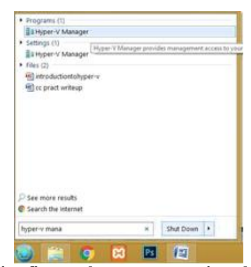 Programs (1)
Hyper-V Manager
Settings (1)
Hyper-V Manager provides management access to your
Hyper-V Manager
Files (2)
introductiontohyper-v
cc pract writeup
See more results
Search the Internet
hyper-v mana
Shut Down
Ps